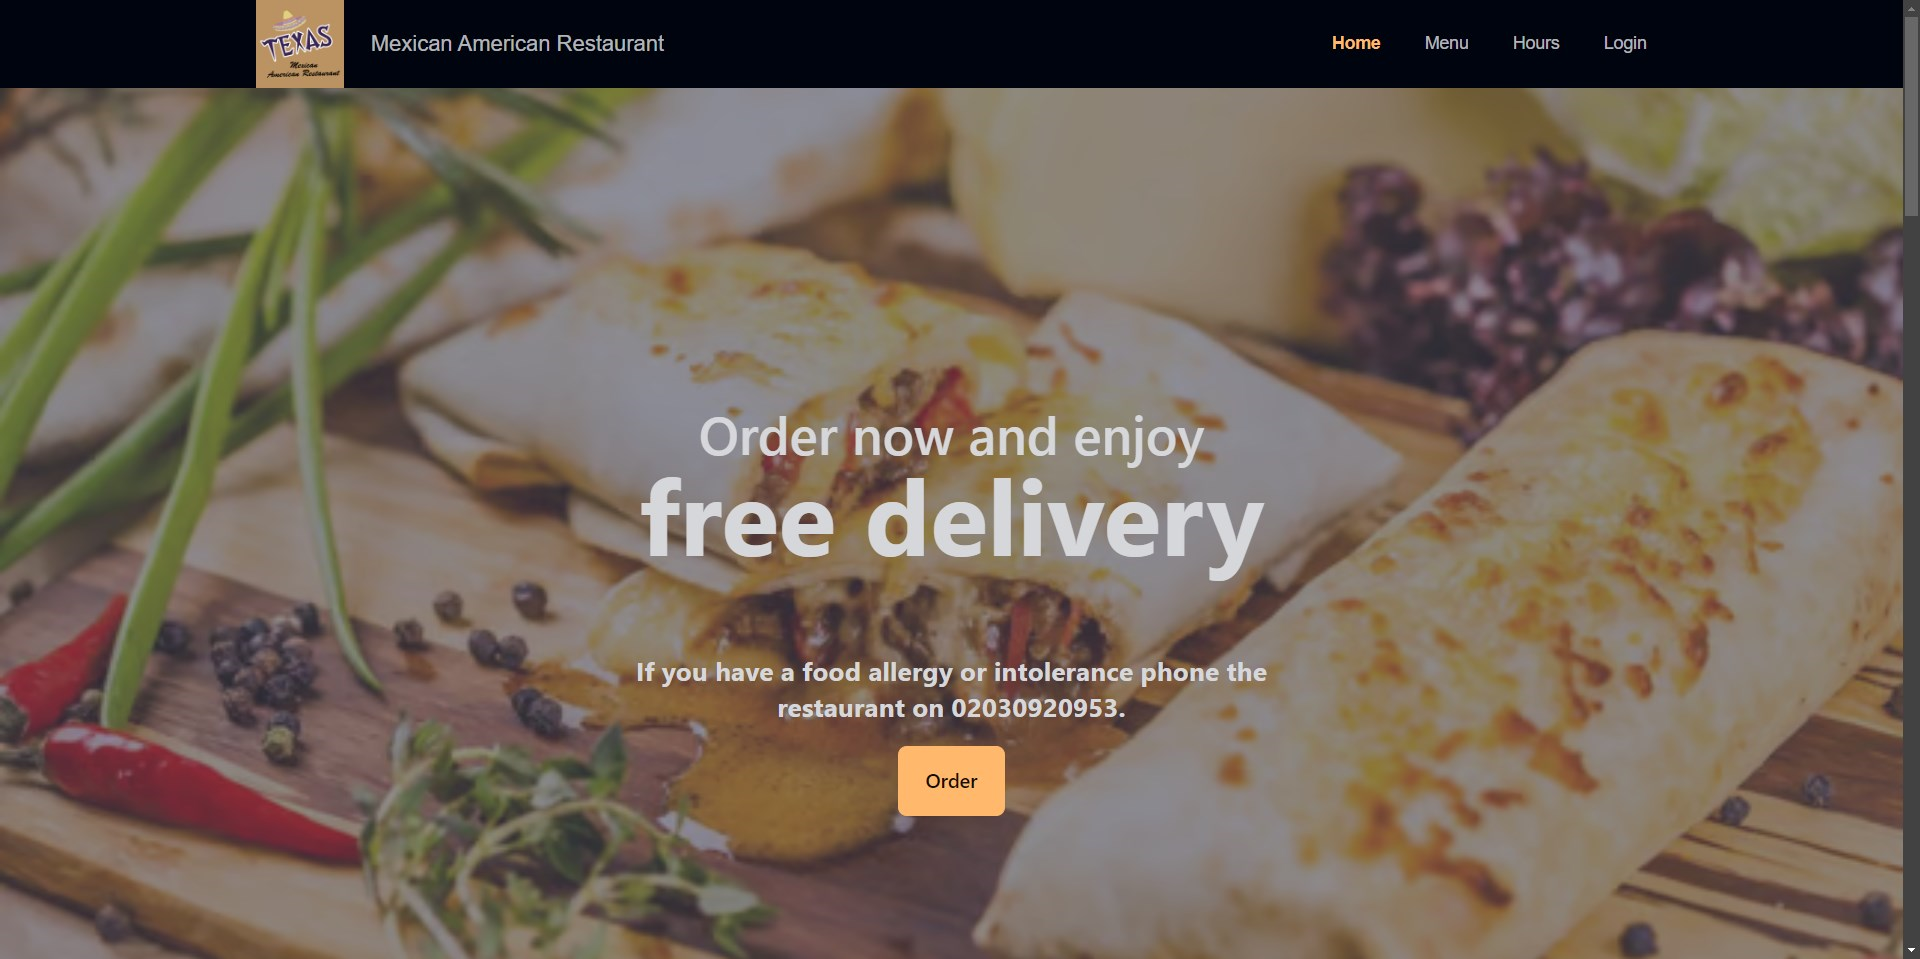 TEXAS
Mexican
American Restaurant
Mexican American Restaurant
Home
Menu
Hours
Login
Order now and enjoy
free delivery
If you have a food allergy or intolerance phone the
restaurant on 02030920953.
Order